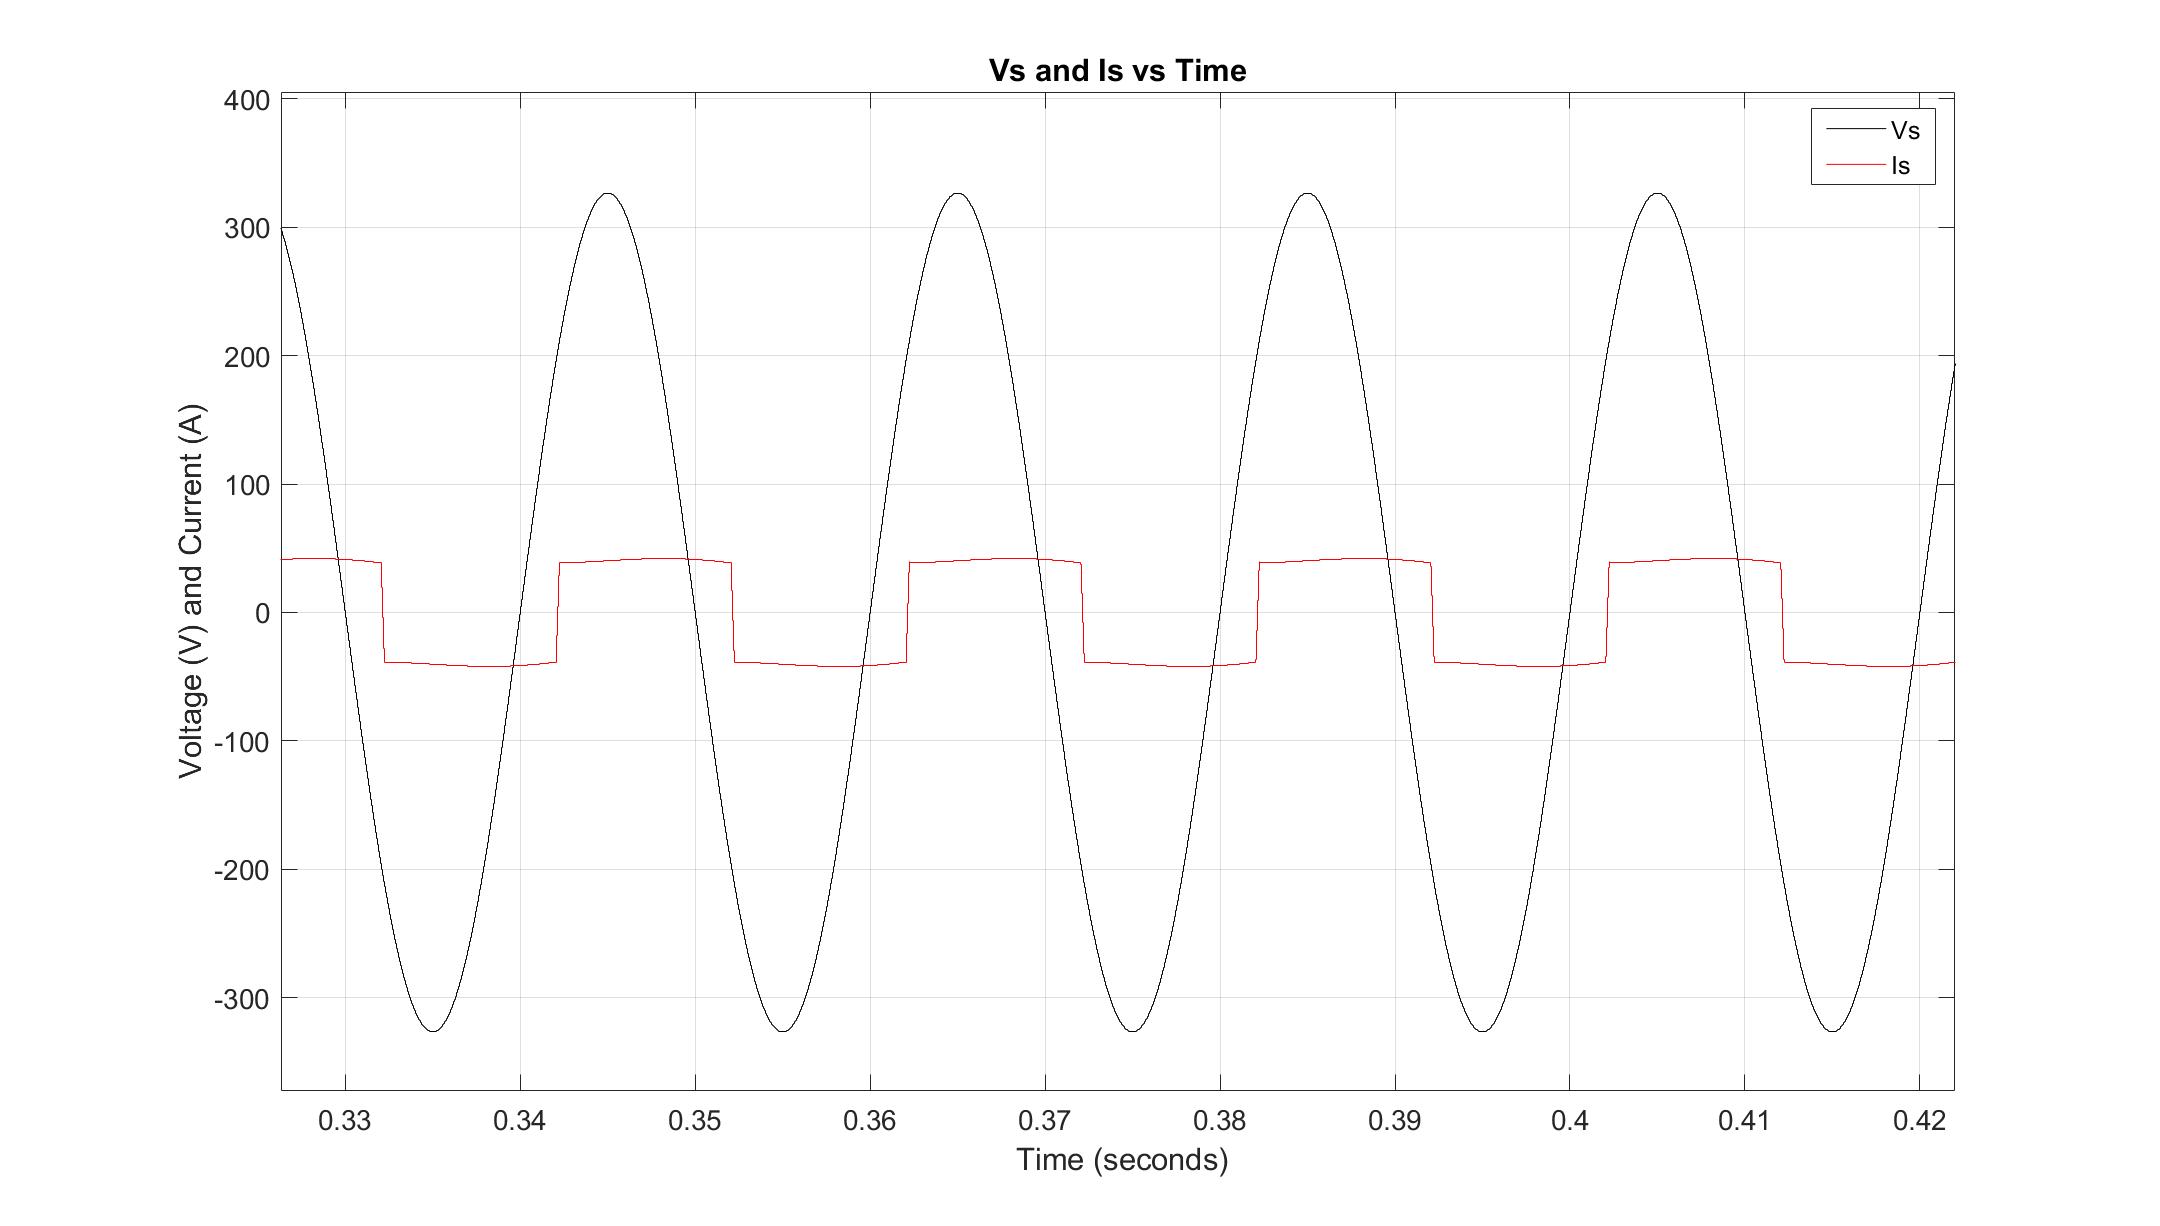 Vs and Is vs Time
Vs
Is
400
300
200
100
0
-100
-200
-300
Voltage (V) and Current (A)
0.33 0.34 0.35 0.36 0.37 0.38 0.39 0.4 0.41 0.42
Time (seconds)